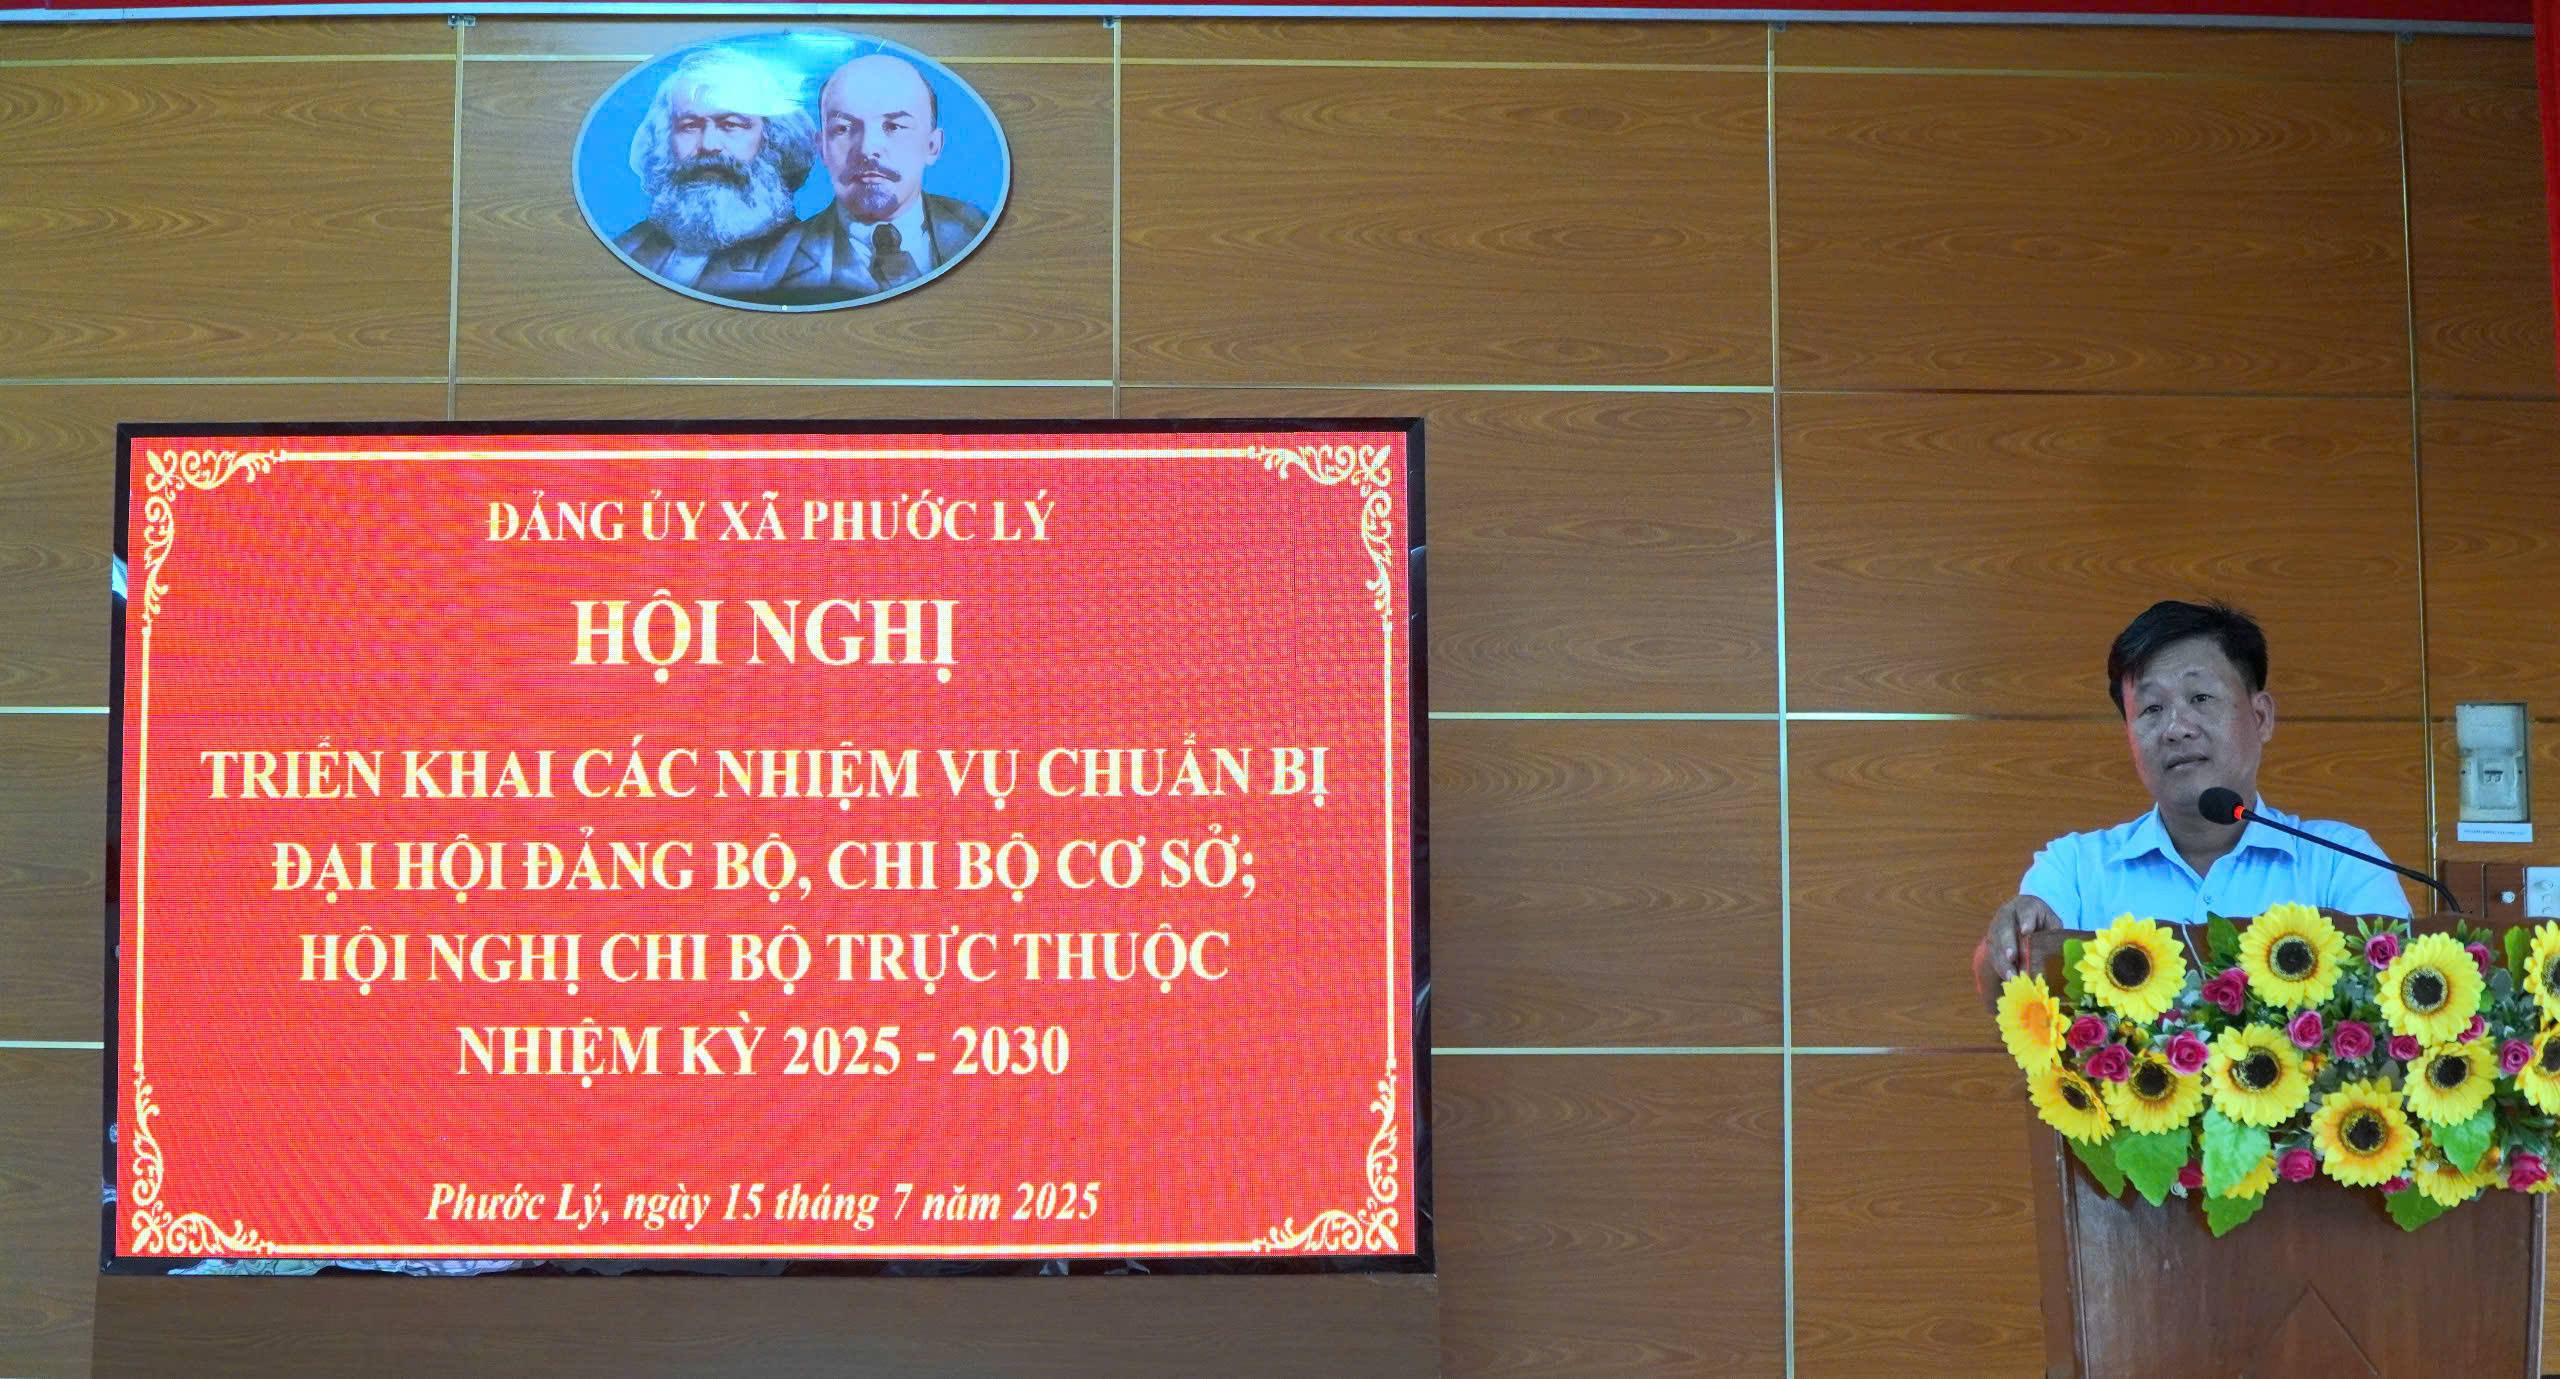 ĐẢNG ỦY XÃ PHƯỚC LÝ
HỘI NGHỊ
TRIỂN KHAI CÁC NHIỆM VỤ CHUẨN BỊ
ĐẠI HỘI ĐẢNG BỘ, CHI BỘ CƠ SỞ;
HỘI NGHỊ CHI BỘ TRỰC THUỘC
NHIỆM KỲ 2025 - 2030
Phước Lý, ngày 15 tháng 7 năm 2025